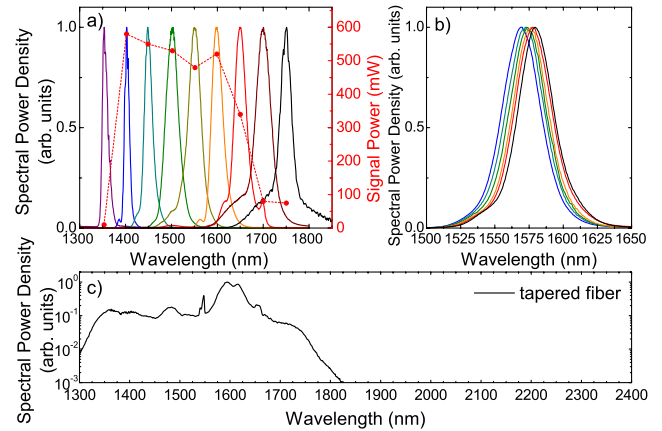 a)
Spectral Power Density
(arb. units)
1.0
0.5
0.0
1300 1400 1500 1600 1700 1800
Wavelength (nm)
600
500
400
300
200
100
0
Signal Power (mW)
b)
Spectral Power Density (arb. units)
1.0
0.5
0.0
1500 1525 1550 1575 1600 1625 1650
Wavelength (nm)
c)
Spectral Power Density
(arb. units)
10⁰
10⁻¹
10⁻²
10⁻³
tapered fiber
1300 1400 1500 1600 1700 1800 1900 2000 2100 2200 2300 2400
Wavelength (nm)